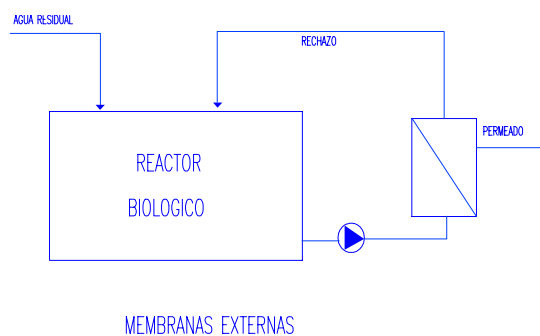 AGUA RESIDUAL
RECHAZO
PERMEADO
REACTOR
BIOLOGICO
MEMBRANAS EXTERNAS